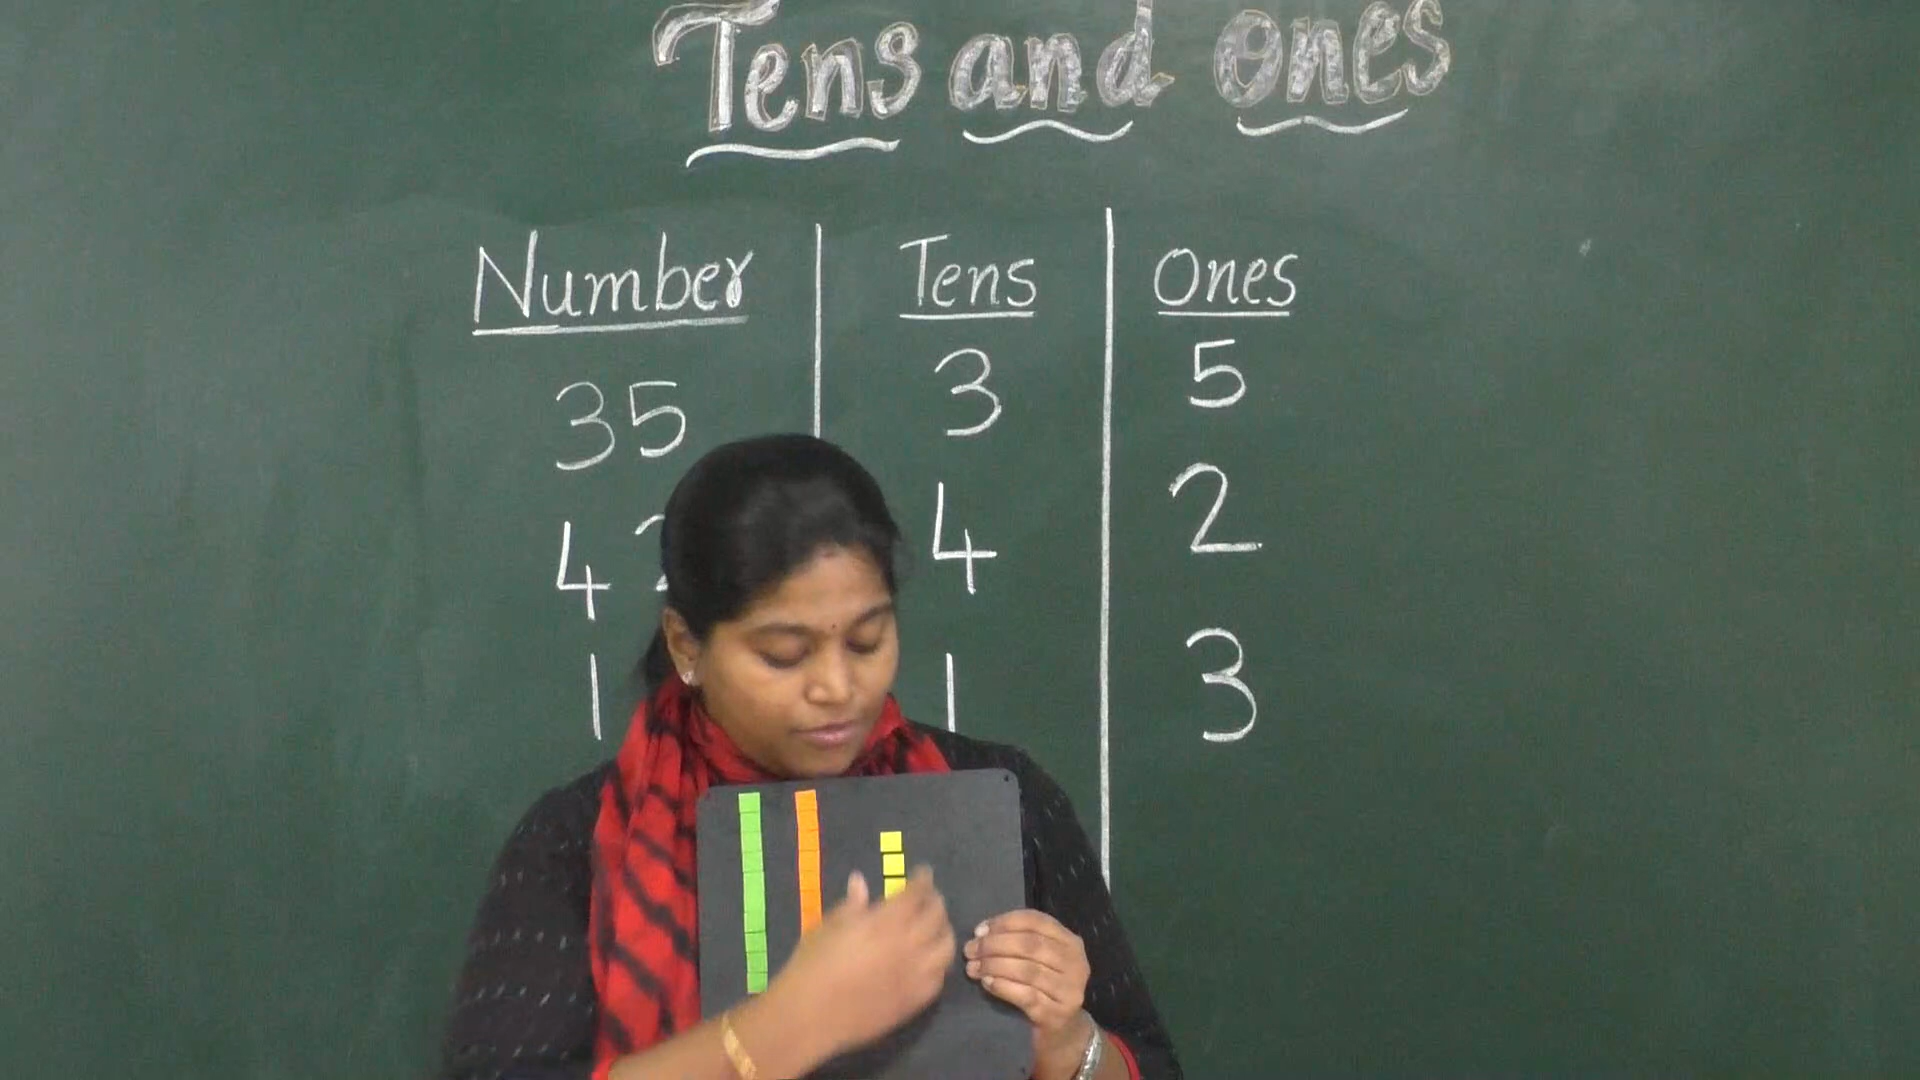 Tens and ones
Number Tens Ones
35 3 5
4 4 2
1 1 3